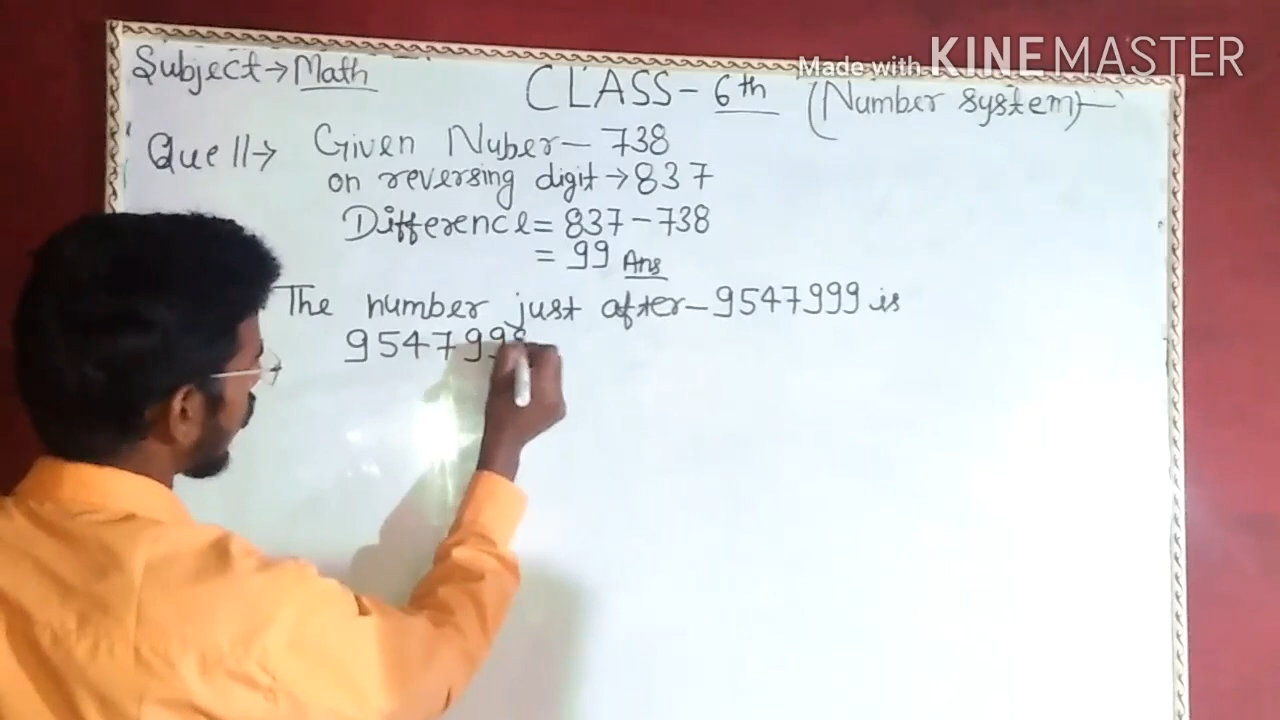 Made with KINEMASTER
Subject→Math
CLASS- 6th (Number system)
Que 11→ Given Nuber- 738
on reversing digit→837
Difference= 837-738
= 99 Ans
The number just after-9547999 is
954799